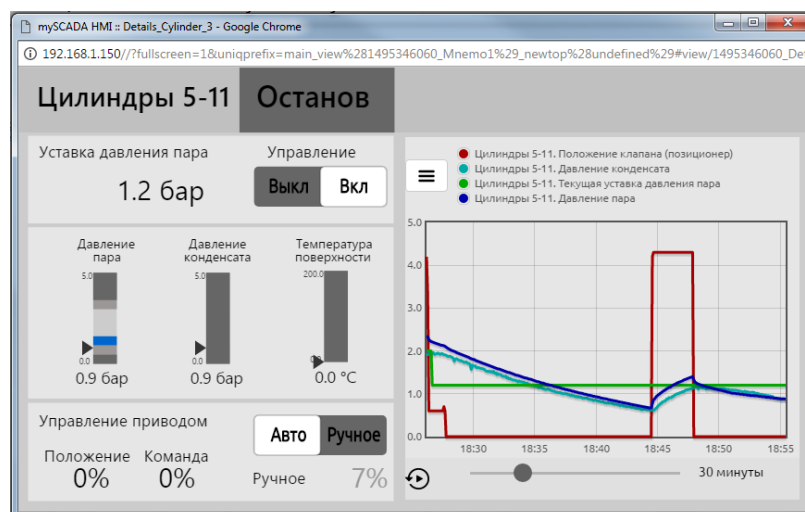 mySCADA HMI :: Details_Cylinder_3 - Google Chrome
192.168.1.150//?fullscreen=1&uniqprefix=main_view%281495346060_Mnemo1%29_newtop%28undefined%29#view/1495346060_De
Цилиндры 5-11 Останов
Уставка давления пара
1.2 бар
Управление
Выкл Вкл
Давление
пара
5.0
0.0
0.9 бар
Давление
конденсата
5.0
0.0
0.9 бар
Температура
поверхности
200.0
0.0 °C
Управление приводом
Авто Ручное
Положение Команда
0% 0%
Ручное 7%
Цилиндры 5-11. Положение клапана (позиционер)
Цилиндры 5-11. Давление конденсата
Цилиндры 5-11. Текущая уставка давления пара
Цилиндры 5-11. Давление пара
5.0
4.0
3.0
2.0
1.0
0.0
18:30 18:35 18:40 18:45 18:50 18:55
30 минуты